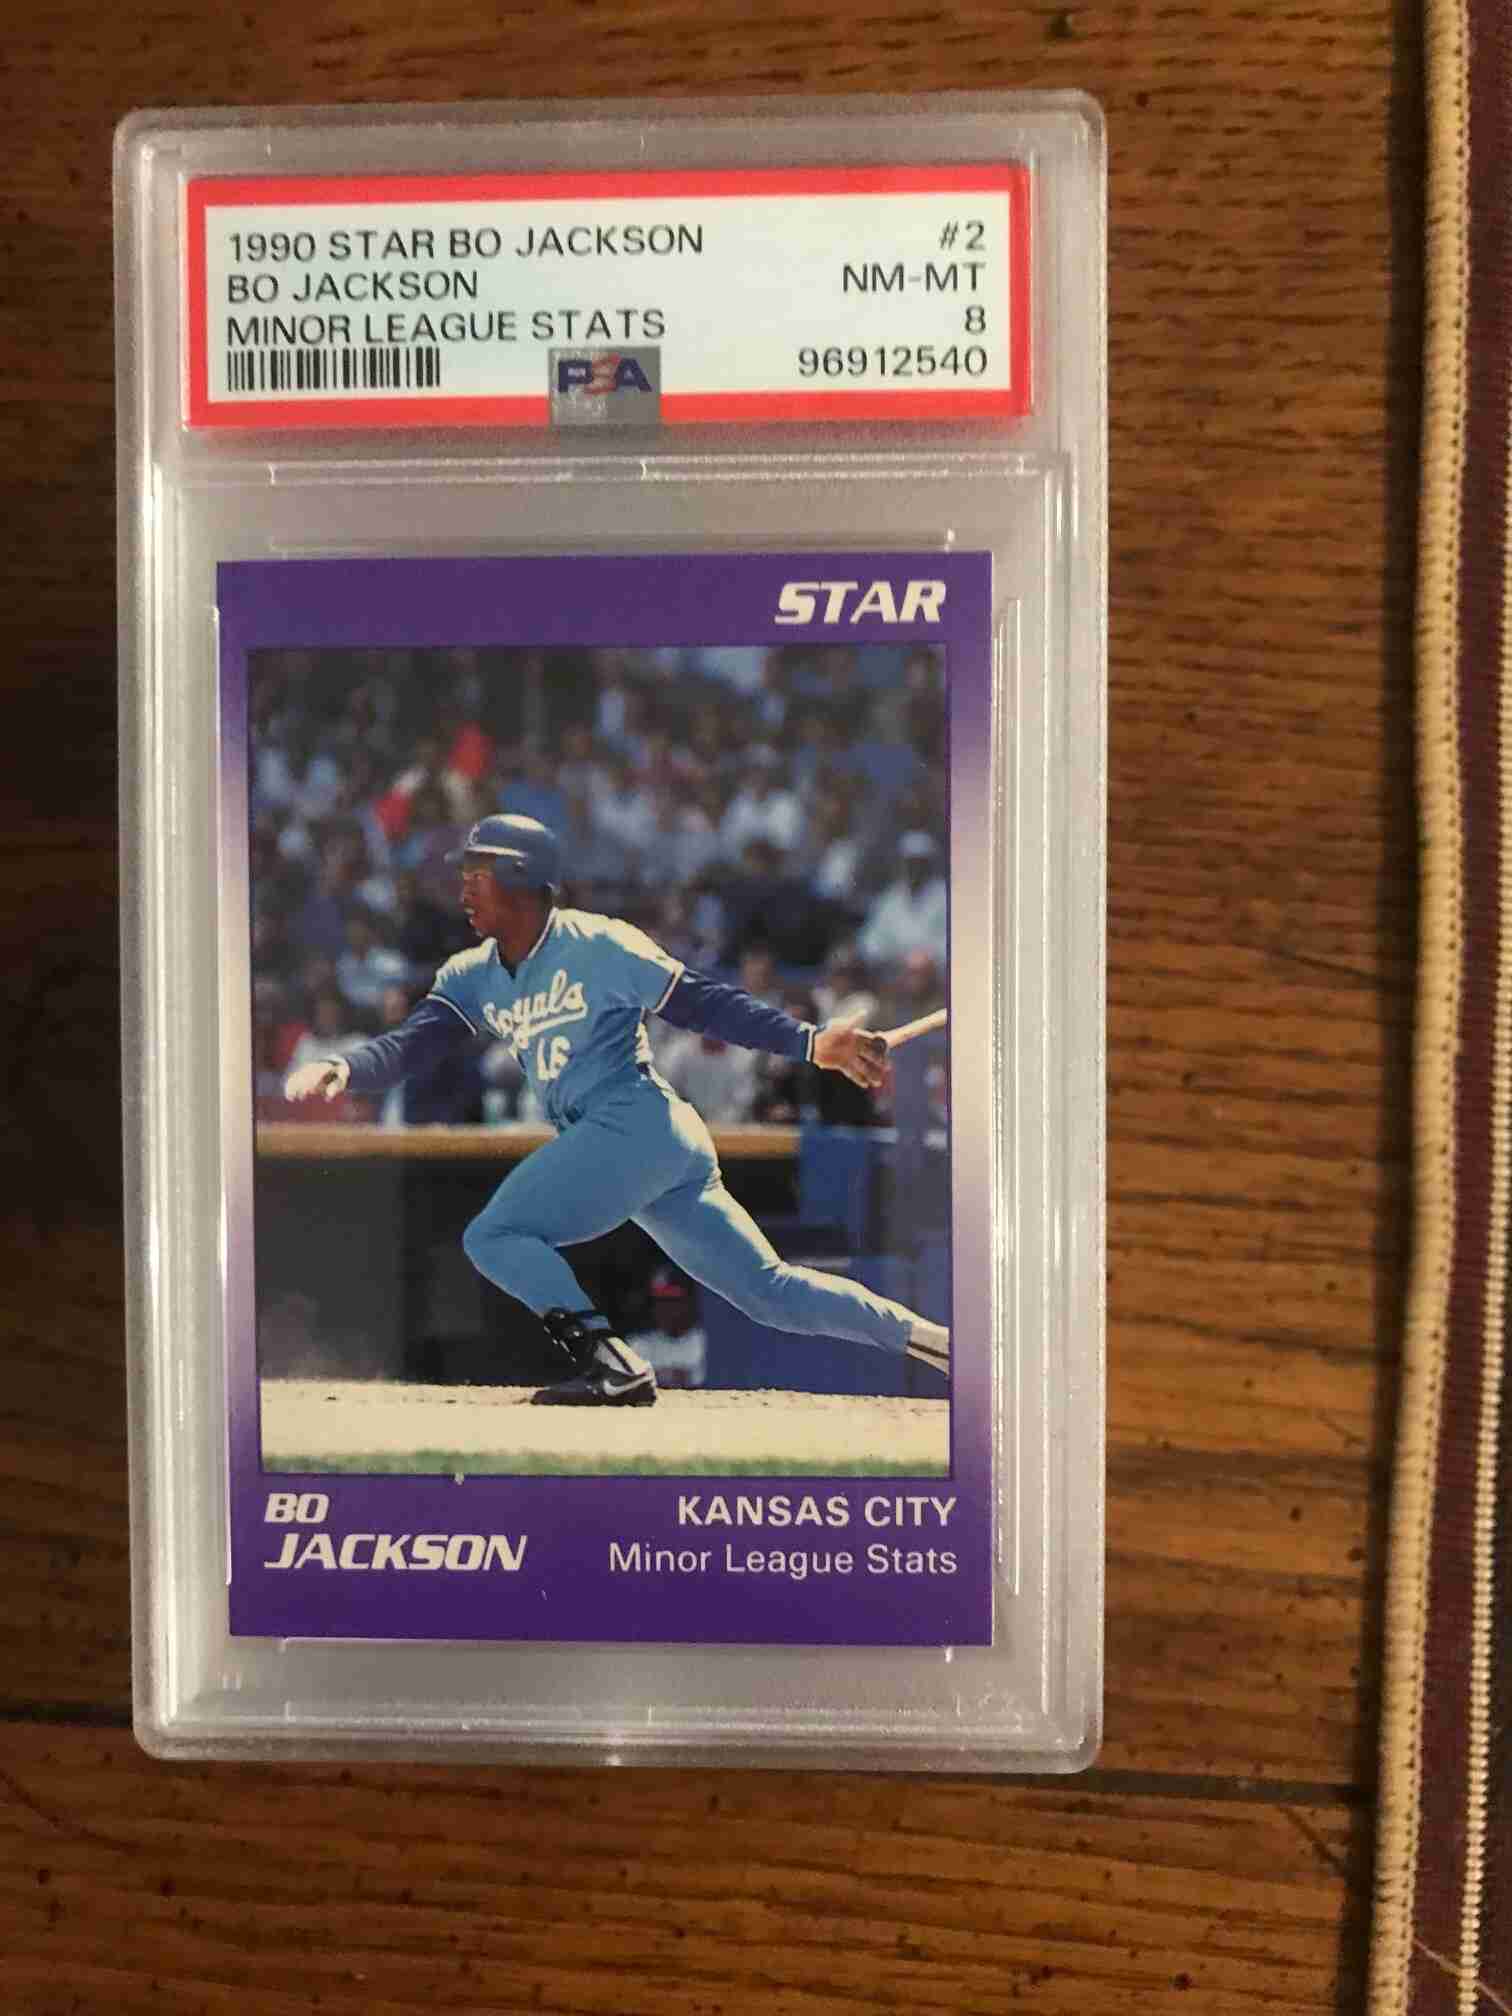 1990 STAR BO JACKSON #2
BO JACKSON NM-MT
MINOR LEAGUE STATS 8
PSA 96912540
STAR
Royals
16
BO
JACKSON
KANSAS CITY
Minor League Stats